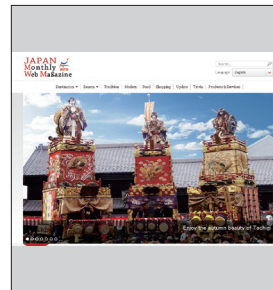 JAPAN
Monthly
Web Magazine
Search...
Language English
Destination Season Tradition Modern Food Shopping Update Trivia Products & Services
Enjoy the autumn beauty of Tochigi